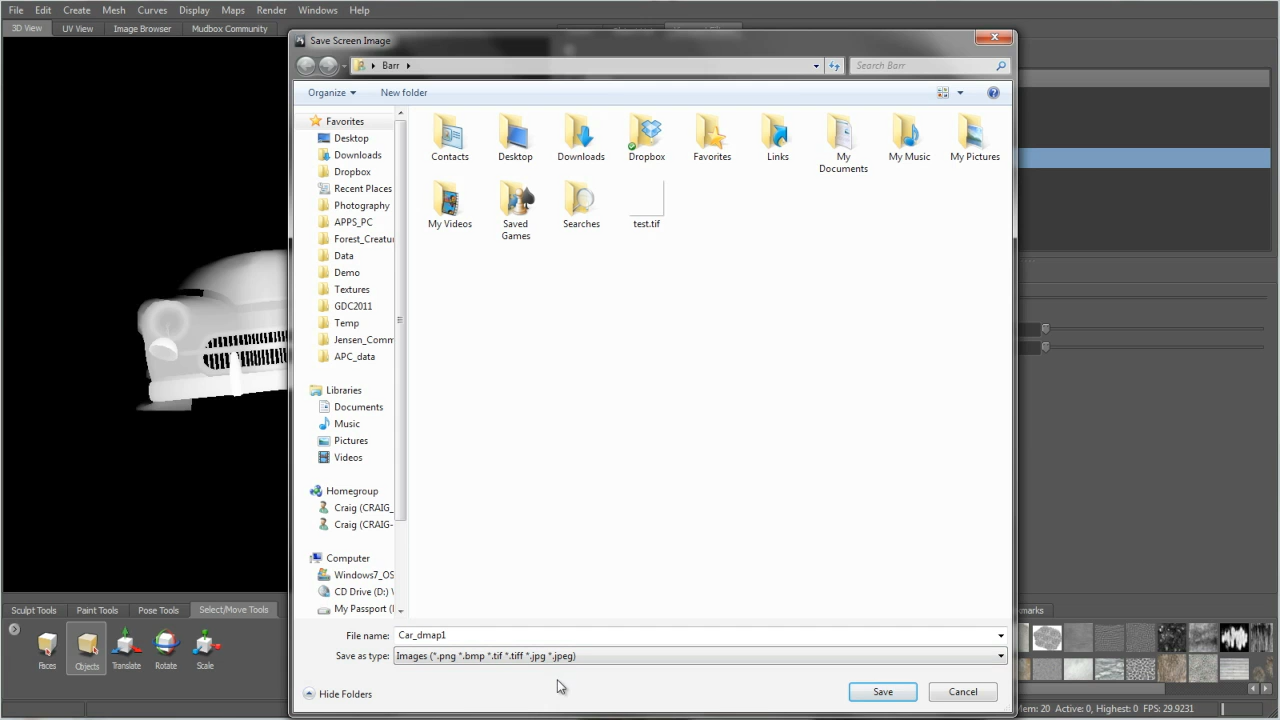 File Edit Create Mesh Curves Display Maps Render Windows Help
3D View UV View Image Browser Mudbox Community
Save Screen Image
Barr
Search Barr
Organize New folder
Favorites
Desktop
Downloads
Dropbox
Recent Places
Photography
APPS_PC
Forest_Creatu
Data
Demo
Textures
GDC2011
Temp
Jensen_Comm
APC_data
Libraries
Documents
Music
Pictures
Videos
Homegroup
Craig (CRAIG_
Craig (CRAIG-
Computer
Windows7_OS
CD Drive (D:)
My Passport (
Contacts Desktop Downloads Dropbox Favorites Links My Documents My Music My Pictures
My Videos Saved Games Searches test.tif
File name: Car_dmap1
Save as type: Images (*.png *.bmp *.tif *.tiff *.jpg *.jpeg)
Hide Folders Save Cancel
Sculpt Tools Paint Tools Pose Tools Select/Move Tools
Faces Objects Translate Rotate Scale
Mem: 20 Active: 0, Highest: 0 FPS: 29.9231